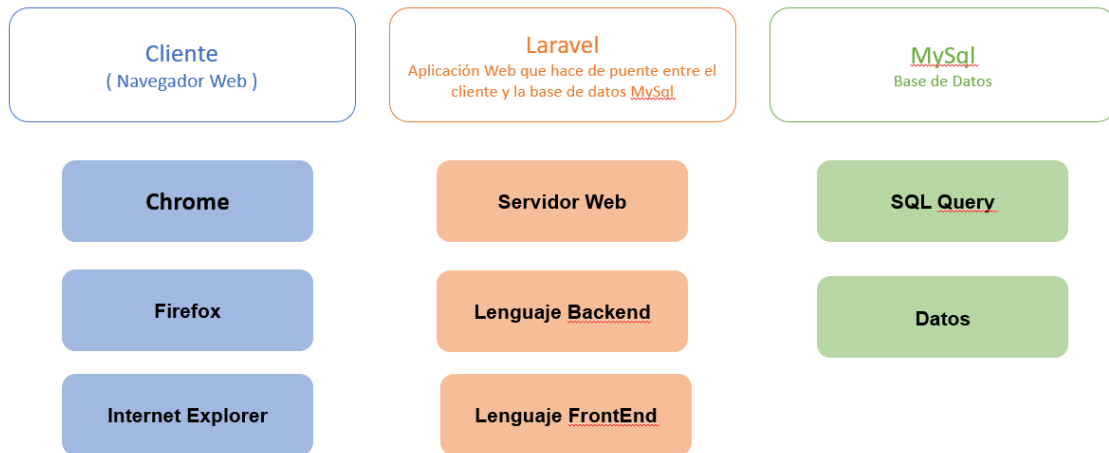 Cliente
( Navegador Web )
Laravel
Aplicación Web que hace de puente entre el
cliente y la base de datos MySql
MySql
Base de Datos
Chrome
Firefox
Internet Explorer
Servidor Web
Lenguaje Backend
Lenguaje FrontEnd
SQL Query
Datos